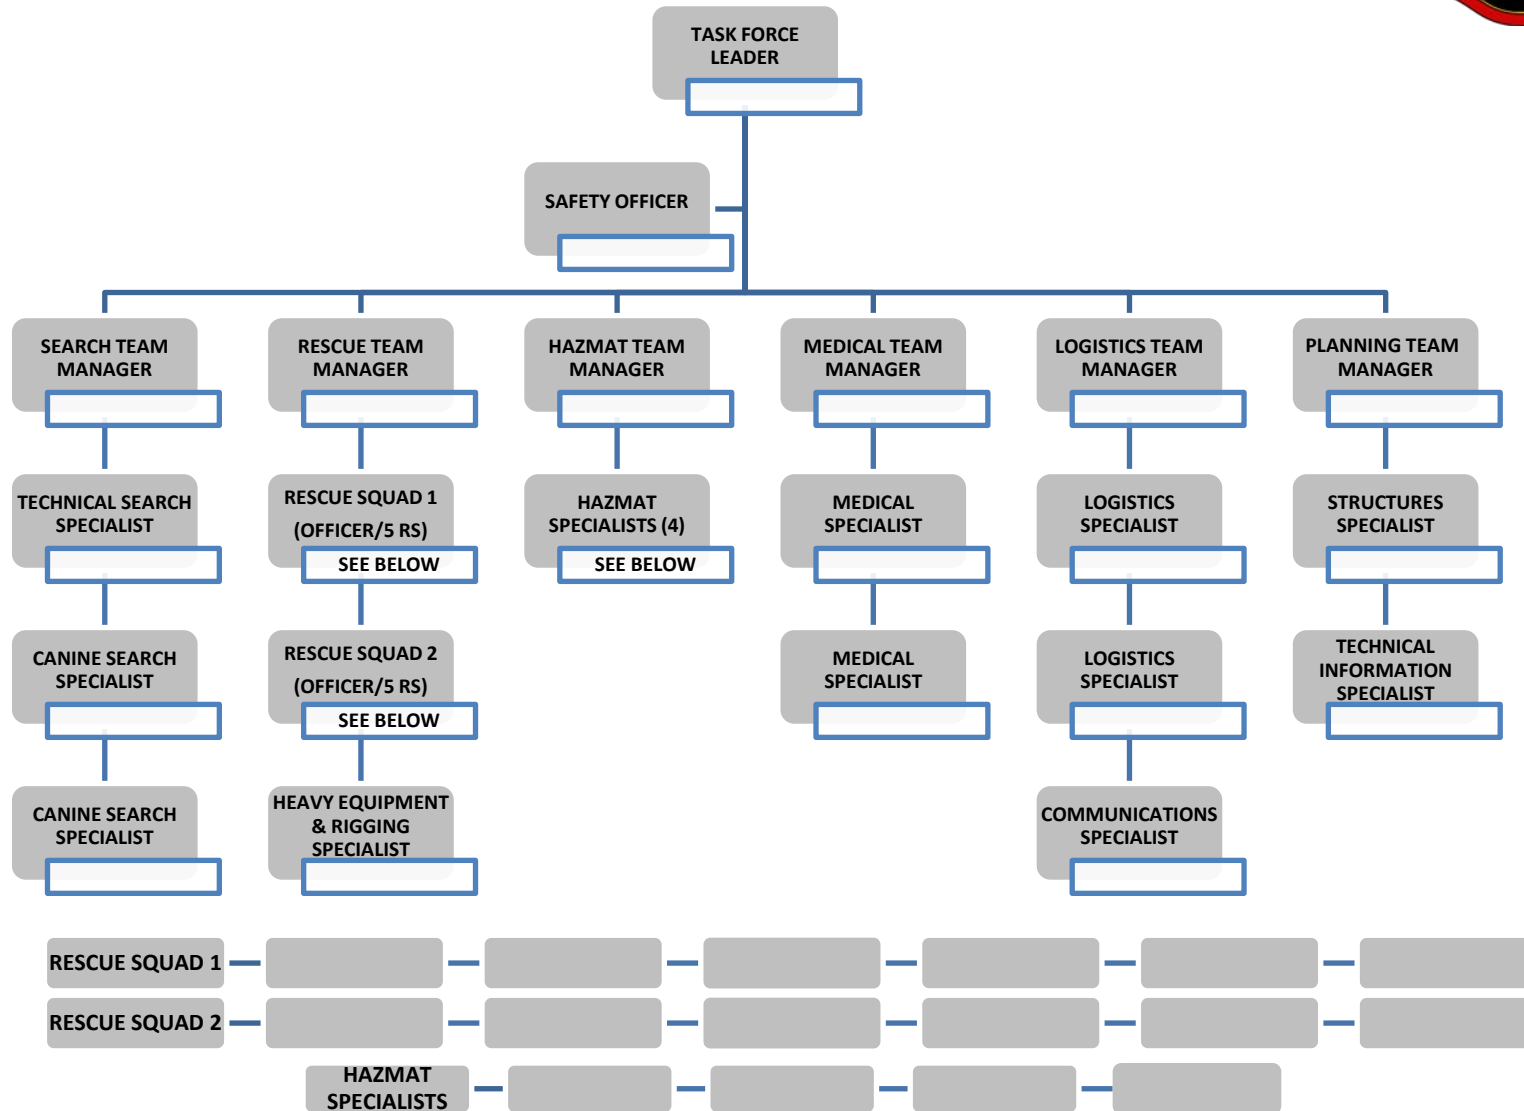 TASK FORCE
LEADER
SAFETY OFFICER
SEARCH TEAM
MANAGER
RESCUE TEAM
MANAGER
HAZMAT TEAM
MANAGER
MEDICAL TEAM
MANAGER
LOGISTICS TEAM
MANAGER
PLANNING TEAM
MANAGER
TECHNICAL SEARCH
SPECIALIST
RESCUE SQUAD 1
(OFFICER/5 RS)
SEE BELOW
HAZMAT
SPECIALISTS (4)
SEE BELOW
MEDICAL
SPECIALIST
LOGISTICS
SPECIALIST
STRUCTURES
SPECIALIST
CANINE SEARCH
SPECIALIST
RESCUE SQUAD 2
(OFFICER/5 RS)
SEE BELOW
MEDICAL
SPECIALIST
LOGISTICS
SPECIALIST
TECHNICAL
INFORMATION
SPECIALIST
CANINE SEARCH
SPECIALIST
HEAVY EQUIPMENT
& RIGGING
SPECIALIST
COMMUNICATIONS
SPECIALIST
RESCUE SQUAD 1
RESCUE SQUAD 2
HAZMAT
SPECIALISTS